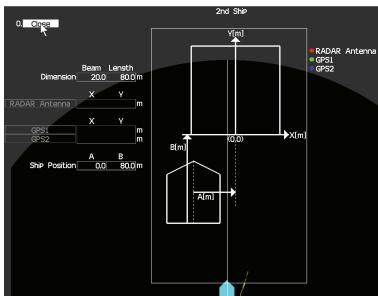 2nd Ship
0. Close
Y[m]
RADAR Antenna
GPS1
GPS2
Beam Length
Dimension 20.0 80.0 m
X Y
RADAR Antenna m
X Y
GPS1 m
GPS2
X[m]
(0.0)
B[m]
A B
Ship Position 0.0 80.0 m
A[m]